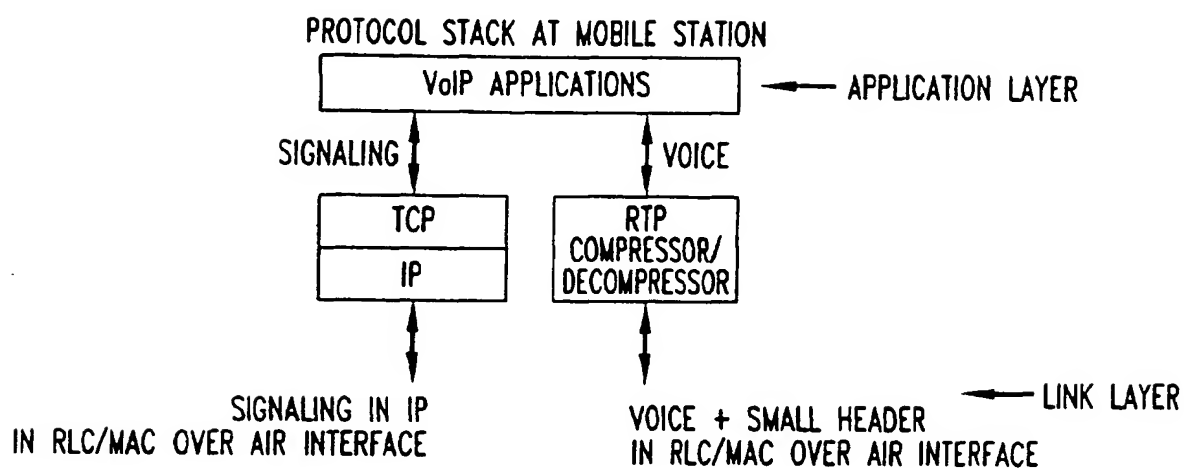 PROTOCOL STACK AT MOBILE STATION
VoIP APPLICATIONS
APPLICATION LAYER
SIGNALING
VOICE
TCP
IP
RTP
COMPRESSOR/
DECOMPRESSOR
SIGNALING IN IP
IN RLC/MAC OVER AIR INTERFACE
VOICE + SMALL HEADER
IN RLC/MAC OVER AIR INTERFACE
LINK LAYER